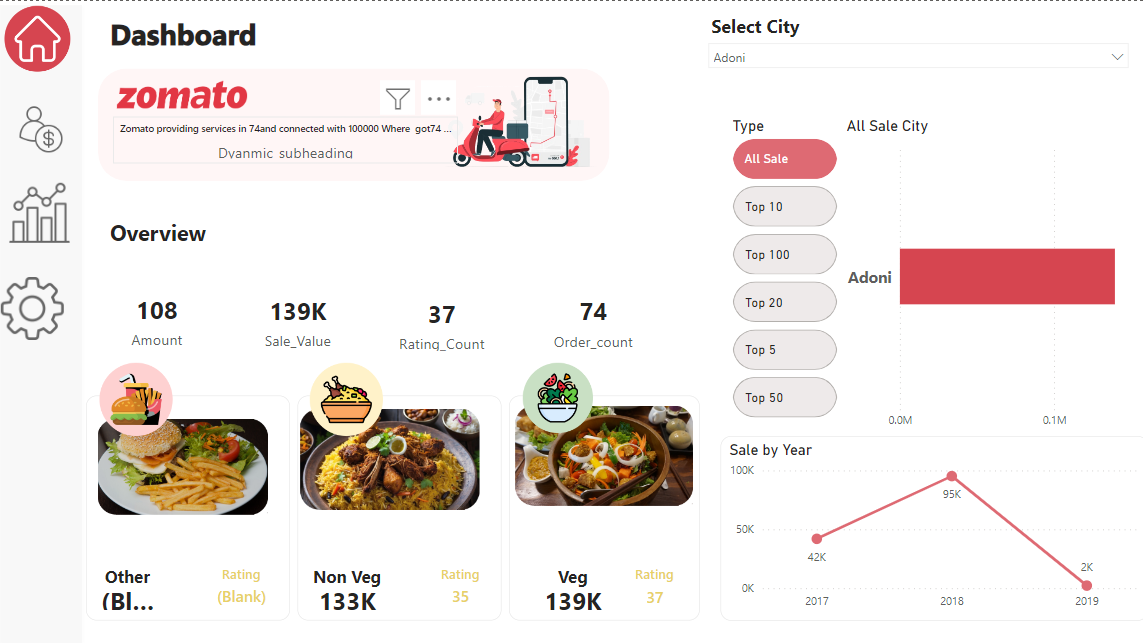 Dashboard
zomato
Zomato providing services in 74and connected with 100000 Where got74 ...
Dyanmic subheading
Overview
108
Amount
139K
Sale_Value
37
Rating_Count
74
Order_count
Other
(Bl...
Rating
(Blank)
Non Veg
133K
Rating
35
Veg
139K
Rating
37
Select City
Adoni
Type
All Sale
Top 10
Top 100
Top 20
Top 5
Top 50
All Sale City
Adoni
0.0M 0.1M
Sale by Year
100K
50K
0K
42K
95K
2K
2017 2018 2019